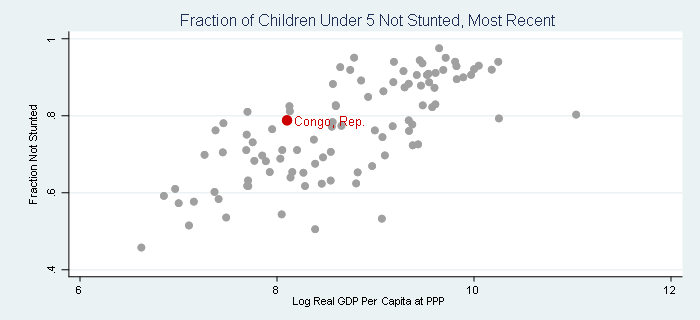 Fraction of Children Under 5 Not Stunted, Most Recent
1
.8
.6
.4
Fraction Not Stunted
Congo, Rep.
6
8
10
12
Log Real GDP Per Capita at PPP